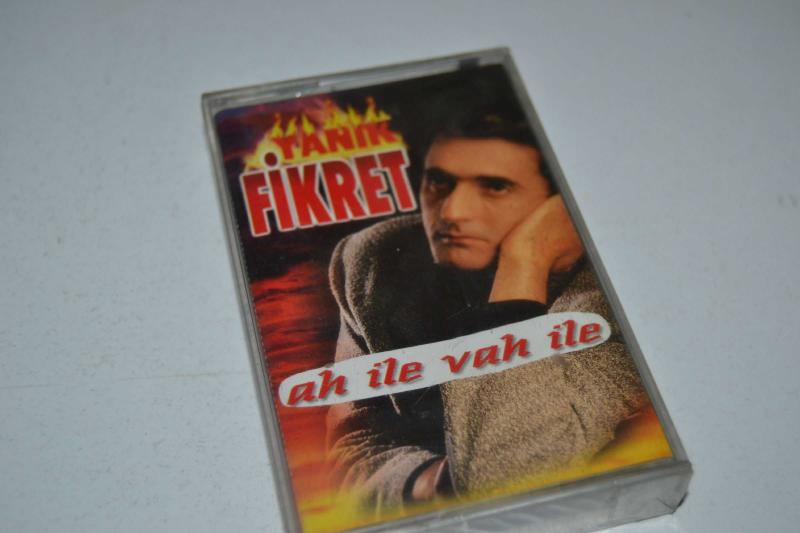 YANIK
FİKRET
ah ile vah ile